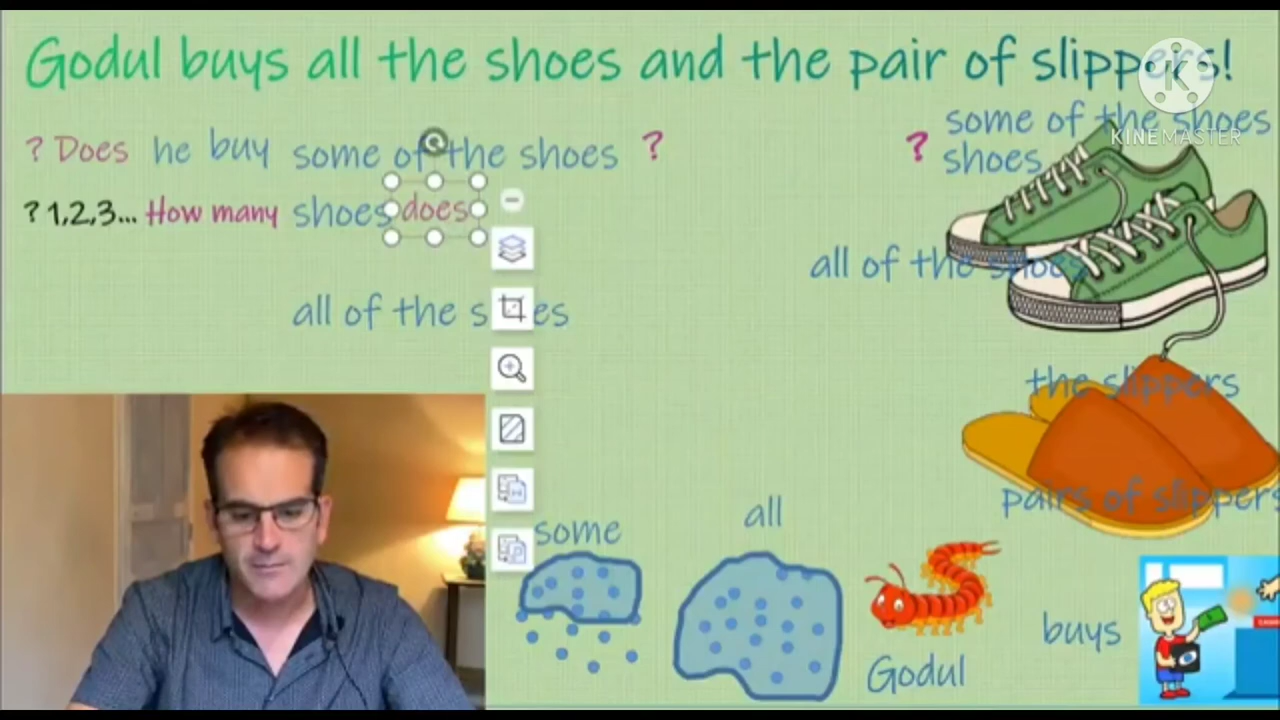 Godul buys all the shoes and the pair of slippers!
some of the shoes
KINEMASTER
? Does he buy some of the shoes ?
? shoes
? 1,2,3... How many shoes does
all of the shoes
all of the s es
the slippers
pairs of slippers
some
all
Godul
buys